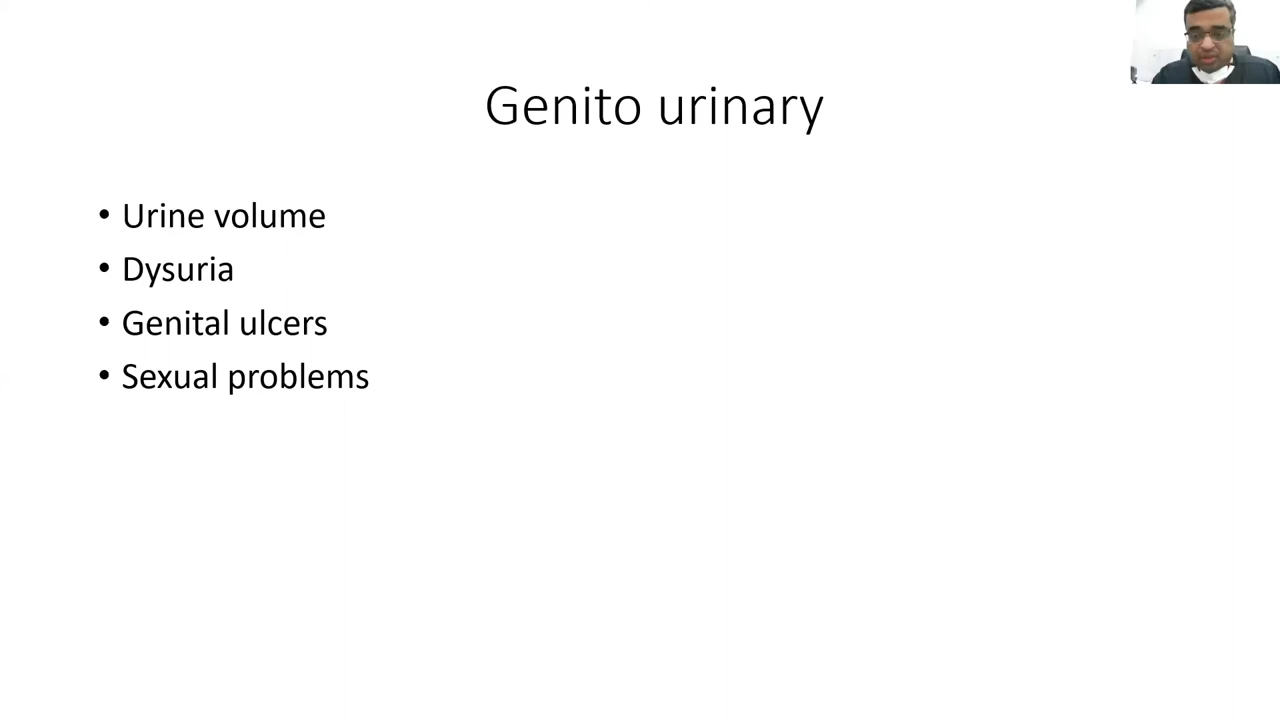 Genito urinary
• Urine volume
• Dysuria
• Genital ulcers
• Sexual problems